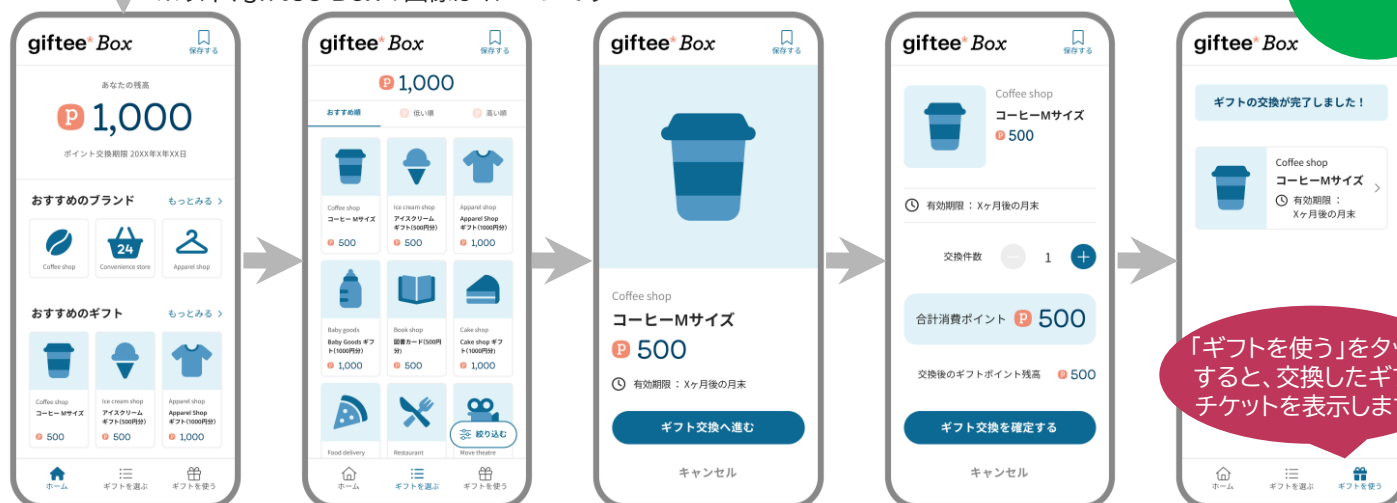 giftee* Box
保存する
あなたの残高
P 1,000
ポイント交換期限 20XX年X月XX日
おすすめのブランド もっとみる >
24
Coffee shop Convenience store Apparel shop
おすすめのギフト もっとみる >
Coffee shop
コーヒー Mサイズ
P 500
Ice cream shop
アイスクリーム
ギフト(500円分)
P 500
Apparel shop
Apparel Shop
ギフト(1000円分)
P 1,000
ホーム ギフトを選ぶ ギフトを使う
giftee* Box
保存する
P 1,000
おすすめ順 P 低い順 P 高い順
Coffee shop
コーヒー Mサイズ
P 500
Ice cream shop
アイスクリーム
ギフト(500円分)
P 500
Apparel shop
Apparel Shop
ギフト(1000円分)
P 1,000
Baby goods
Baby Goods ギフ
ト(1000円分)
P 1,000
Book shop
図書カード(500円
分)
P 500
Cake shop
Cake shop ギフ
ト(1000円分)
P 1,000
絞り込む
Food delivery Restaurant Move theatre
ホーム ギフトを選ぶ ギフトを使う
giftee* Box
保存する
Coffee shop
コーヒーMサイズ
P 500
有効期限：Xヶ月後の月末
ギフト交換へ進む
キャンセル
giftee* Box
保存する
Coffee shop
コーヒーMサイズ
P 500
有効期限：Xヶ月後の月末
交換件数 − 1 +
合計消費ポイント P 500
交換後のギフトポイント残高 P 500
ギフト交換を確定する
キャンセル
giftee* Box
ギフトの交換が完了しました！
Coffee shop
コーヒーMサイズ >
有効期限：
Xヶ月後の月末
「ギフトを使う」をタッ
すると、交換したギフ
チケットを表示しま
ホーム ギフトを選ぶ ギフトを使う